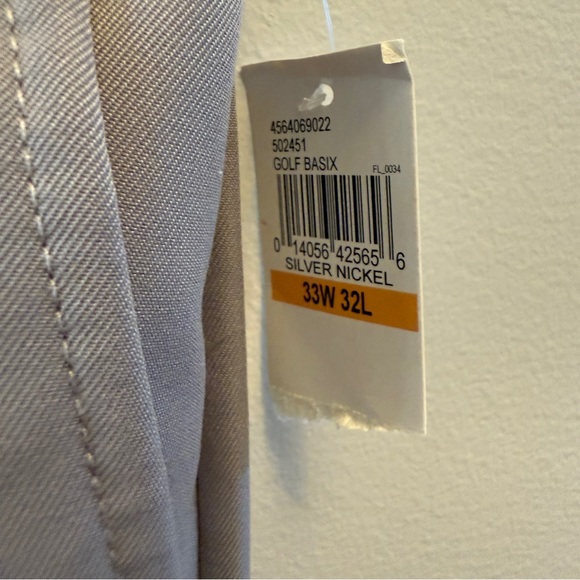 4564069022
502451
GOLF BASIX FL_0034
0 14056 42565 6
SILVER NICKEL
33W 32L